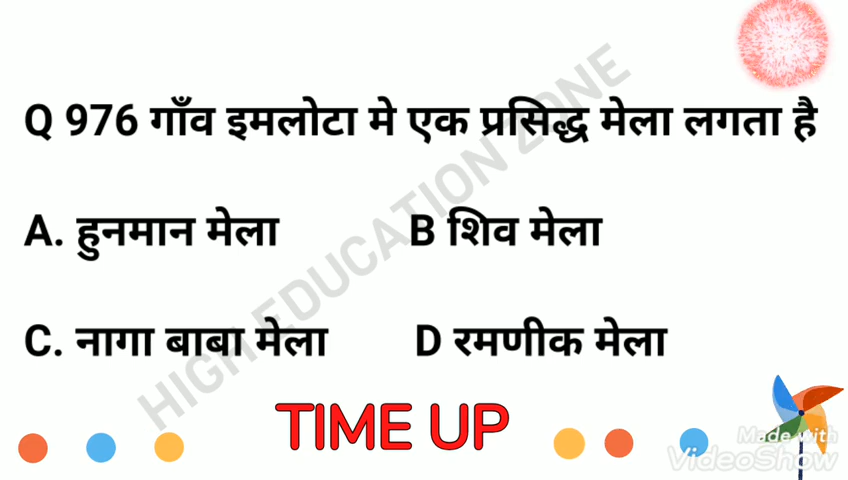 Q 976 गाँव इमलोटा मे एक प्रसिद्ध मेला लगता है
A. हुनमान मेला B शिव मेला
C. नागा बाबा मेला D रमणीक मेला
HIGH EDUCATION ZONE
TIME UP
Made with
VideoShow